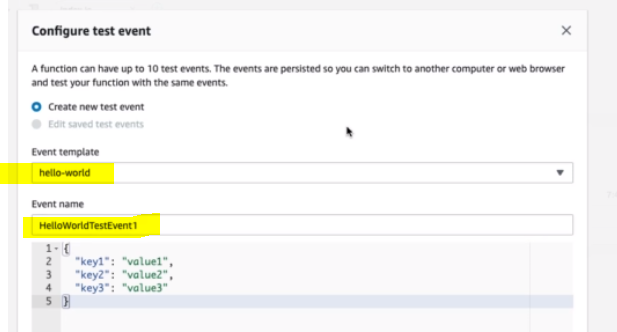 Configure test event
A function can have up to 10 test events. The events are persisted so you can switch to another computer or web browser
and test your function with the same events.
Create new test event
Edit saved test events
Event template
hello-world
Event name
HelloWorldTestEvent1
1 {
2 "key1": "value1",
3 "key2": "value2",
4 "key3": "value3"
5 }